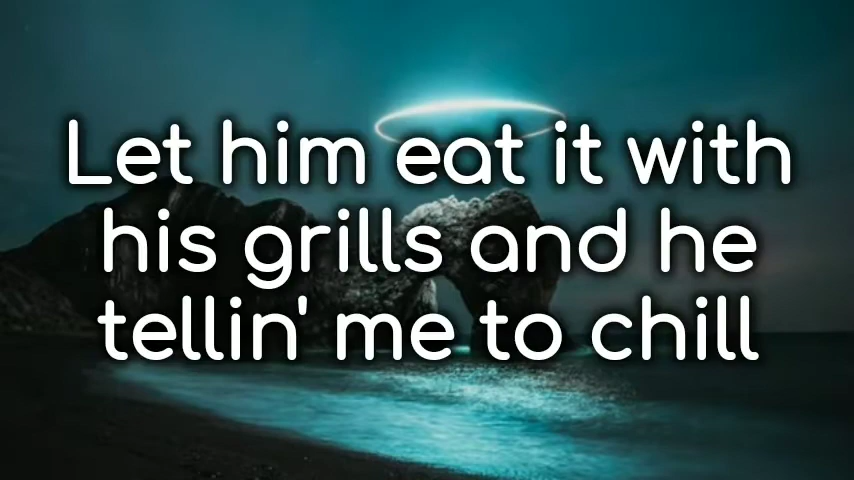 Let him eat it with
his grills and he
tellin' me to chill